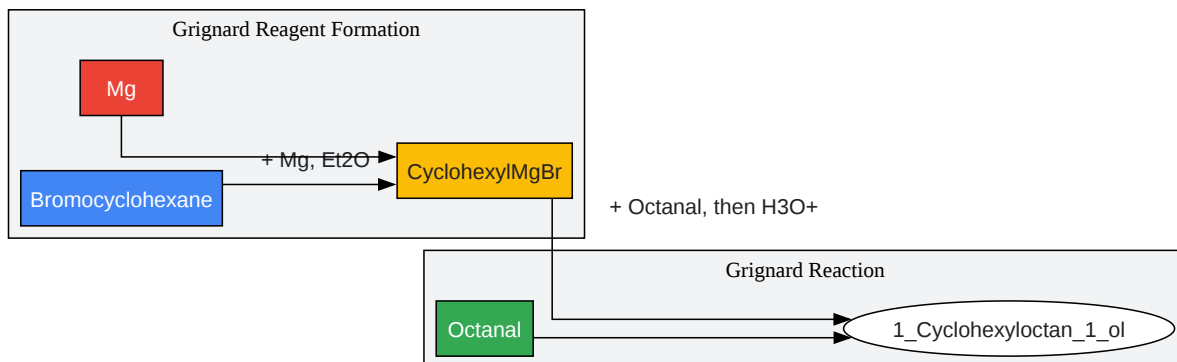 Grignard Reagent Formation
Mg
+ Mg, Et2O
CyclohexylMgBr
Bromocyclohexane
+ Octanal, then H3O+
Grignard Reaction
Octanal
1_Cyclohexyloctan_1_ol